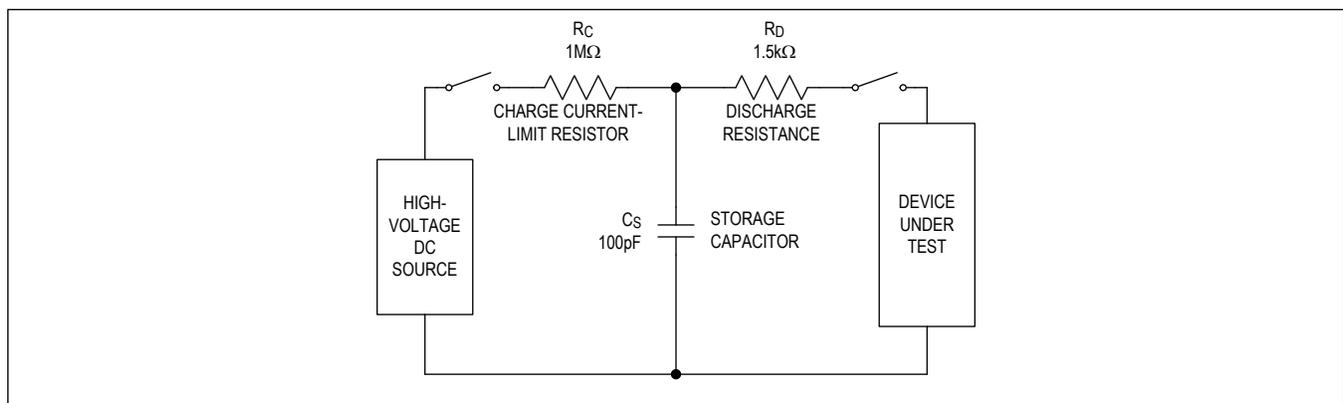 RC
1MΩ
CHARGE CURRENT-
LIMIT RESISTOR
RD
1.5kΩ
DISCHARGE
RESISTANCE
HIGH-
VOLTAGE
DC
SOURCE
CS
100pF
STORAGE
CAPACITOR
DEVICE
UNDER
TEST